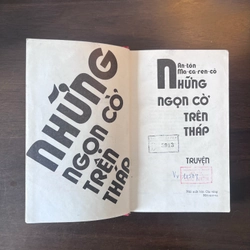 NHỮNG
NGỌN CỜ
TRÊN
THÁP
An-tôn
Ma-ca-ren-cô
NHỮNG
NGỌN CỜ
TRÊN
THÁP
TRUYỆN